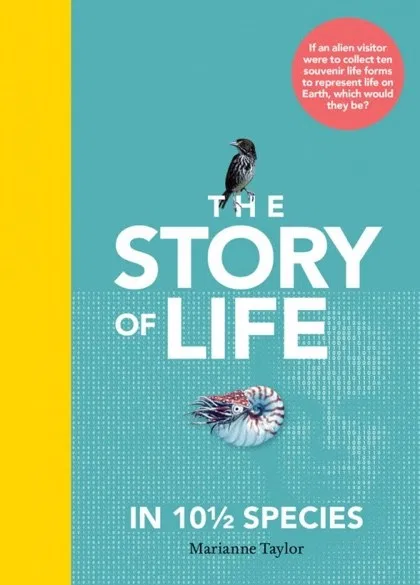 If an alien visitor
were to collect ten
souvenir life forms
to represent life on
Earth, which would
they be?
THE
STORY
OF LIFE
IN 10½ SPECIES
Marianne Taylor